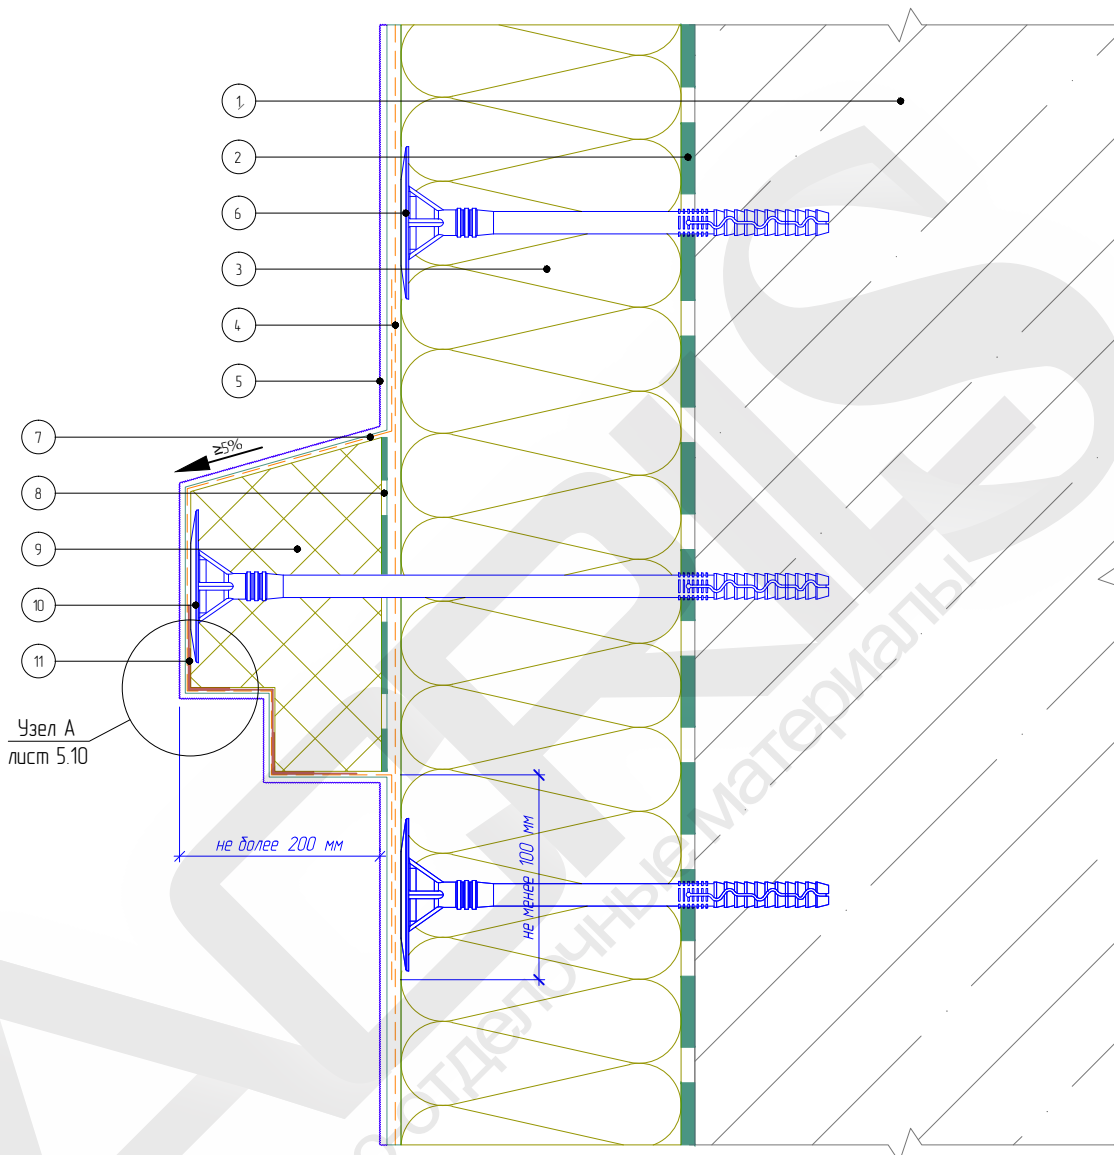 1
2
6
3
4
5
7
≥5%
8
9
10
11
Узел А
лист 5.10
не более 200 мм
не менее 100 мм
отделочные материалы